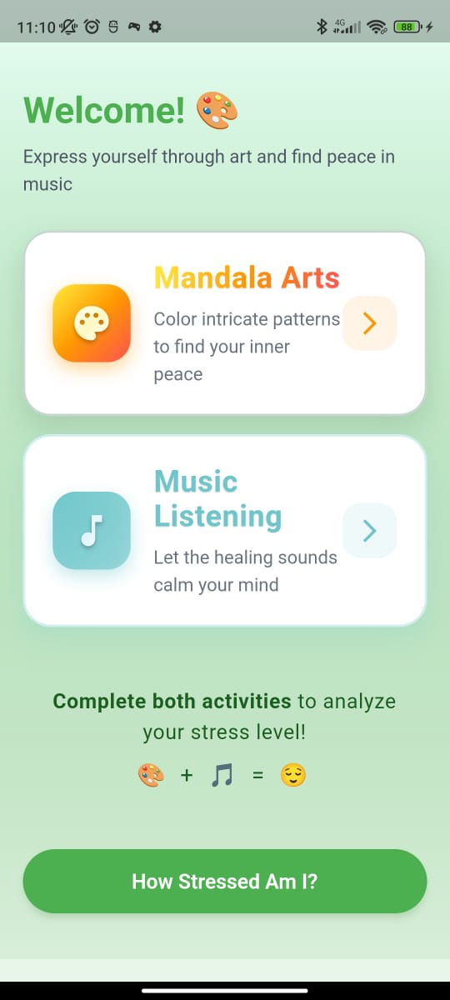 11:10
4G
88
Welcome! 🎨
Express yourself through art and find peace in
music
Mandala Arts
Color intricate patterns
to find your inner
peace
Music
Listening
Let the healing sounds
calm your mind
Complete both activities to analyze
your stress level!
🎨 + 🎵 = 😌
How Stressed Am I?